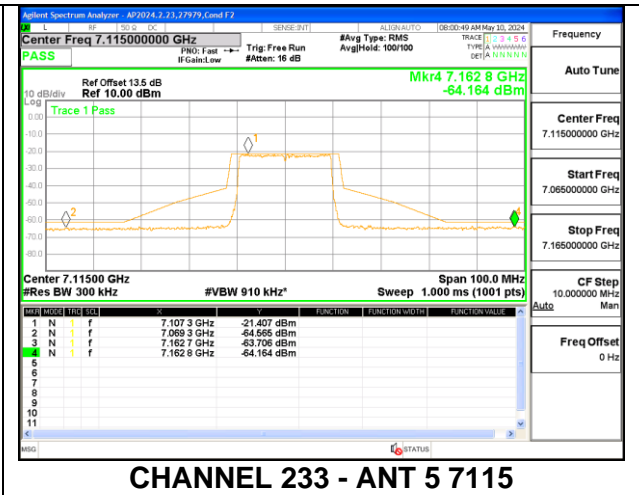 Agilent Spectrum Analyzer - AP2024.2.23,27979,Cond F2
L RF 50 Ω DC SENSE:INT ALIGN AUTO 08:00:49 AM May 10, 2024
Center Freq 7.115000000 GHz #Avg Type: RMS TRACE 1 2 3 4 5 6 Frequency
PASS PNO: Fast Trig: Free Run Avg|Hold: 100/100 TYPE A WWWWW
IFGain:Low #Atten: 16 dB DET A N N N N N
Auto Tune
Mkr4 7.162 8 GHz
Ref Offset 13.5 dB
10 dB/div Ref 10.00 dBm -64.164 dBm
Log
Trace 1 Pass
0.00
-10.0
-20.0
-30.0
-40.0
-50.0
-60.0
-70.0
-80.0
1
2
4
Center Freq
7.115000000 GHz
Start Freq
7.065000000 GHz
Stop Freq
7.165000000 GHz
Center 7.11500 GHz Span 100.0 MHz
#Res BW 300 kHz #VBW 910 kHz* Sweep 1.000 ms (1001 pts)
CF Step
10.000000 MHz
Auto Man
MKR MODE TRC SCL X Y FUNCTION FUNCTION WIDTH FUNCTION VALUE
1 N 1 f 7.107 3 GHz -21.407 dBm
2 N 1 f 7.069 3 GHz -64.565 dBm
3 N 1 f 7.162 7 GHz -63.706 dBm
4 N 1 f 7.162 8 GHz -64.164 dBm
5
6
7
8
9
10
11
Freq Offset
0 Hz
MSG STATUS
CHANNEL 233 - ANT 5 7115